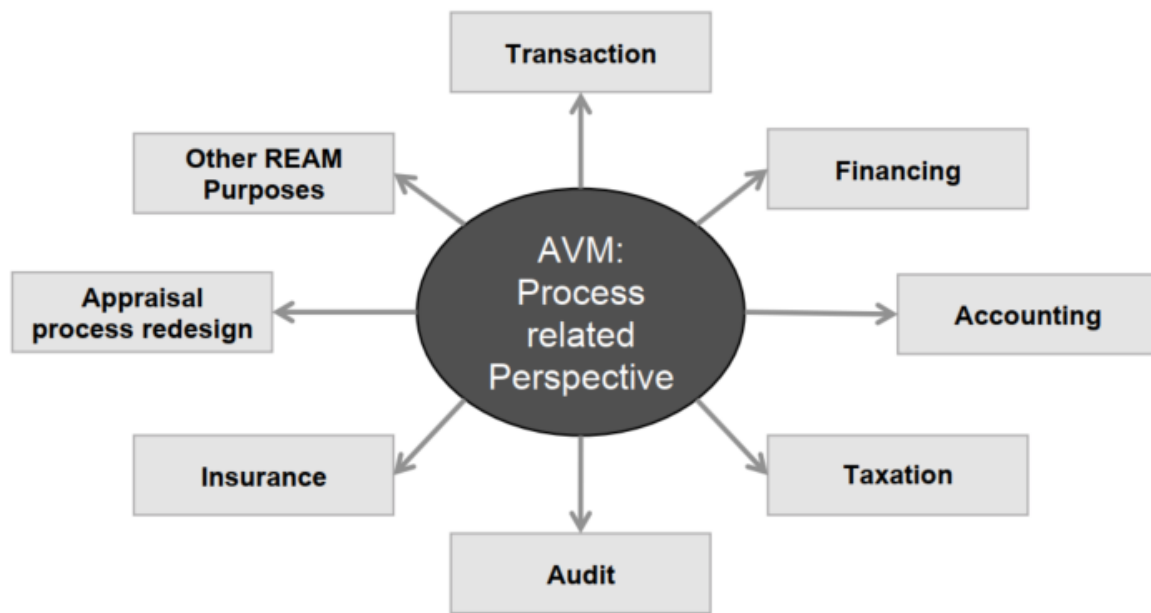 Transaction
Other REAM
Purposes
Financing
AVM:
Process
related
Perspective
Appraisal
process redesign
Accounting
Insurance
Taxation
Audit